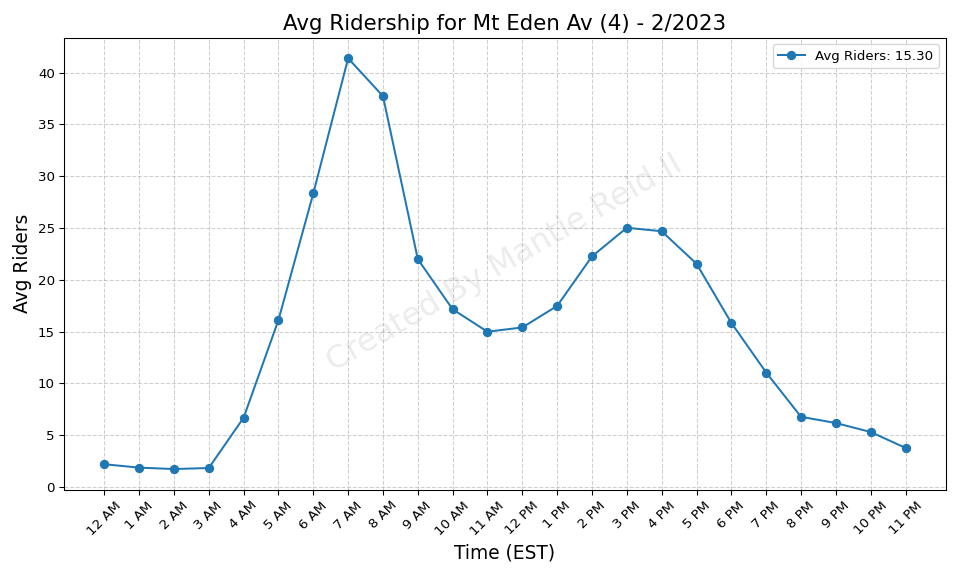 Avg Ridership for Mt Eden Av (4) - 2/2023
Avg Riders: 15.30
40
35
30
25
20
15
10
5
0
Avg Riders
Created By Mantie Reid II
12 AM
1 AM
2 AM
3 AM
4 AM
5 AM
6 AM
7 AM
8 AM
9 AM
10 AM
11 AM
12 PM
1 PM
2 PM
3 PM
4 PM
5 PM
6 PM
7 PM
8 PM
9 PM
10 PM
11 PM
Time (EST)